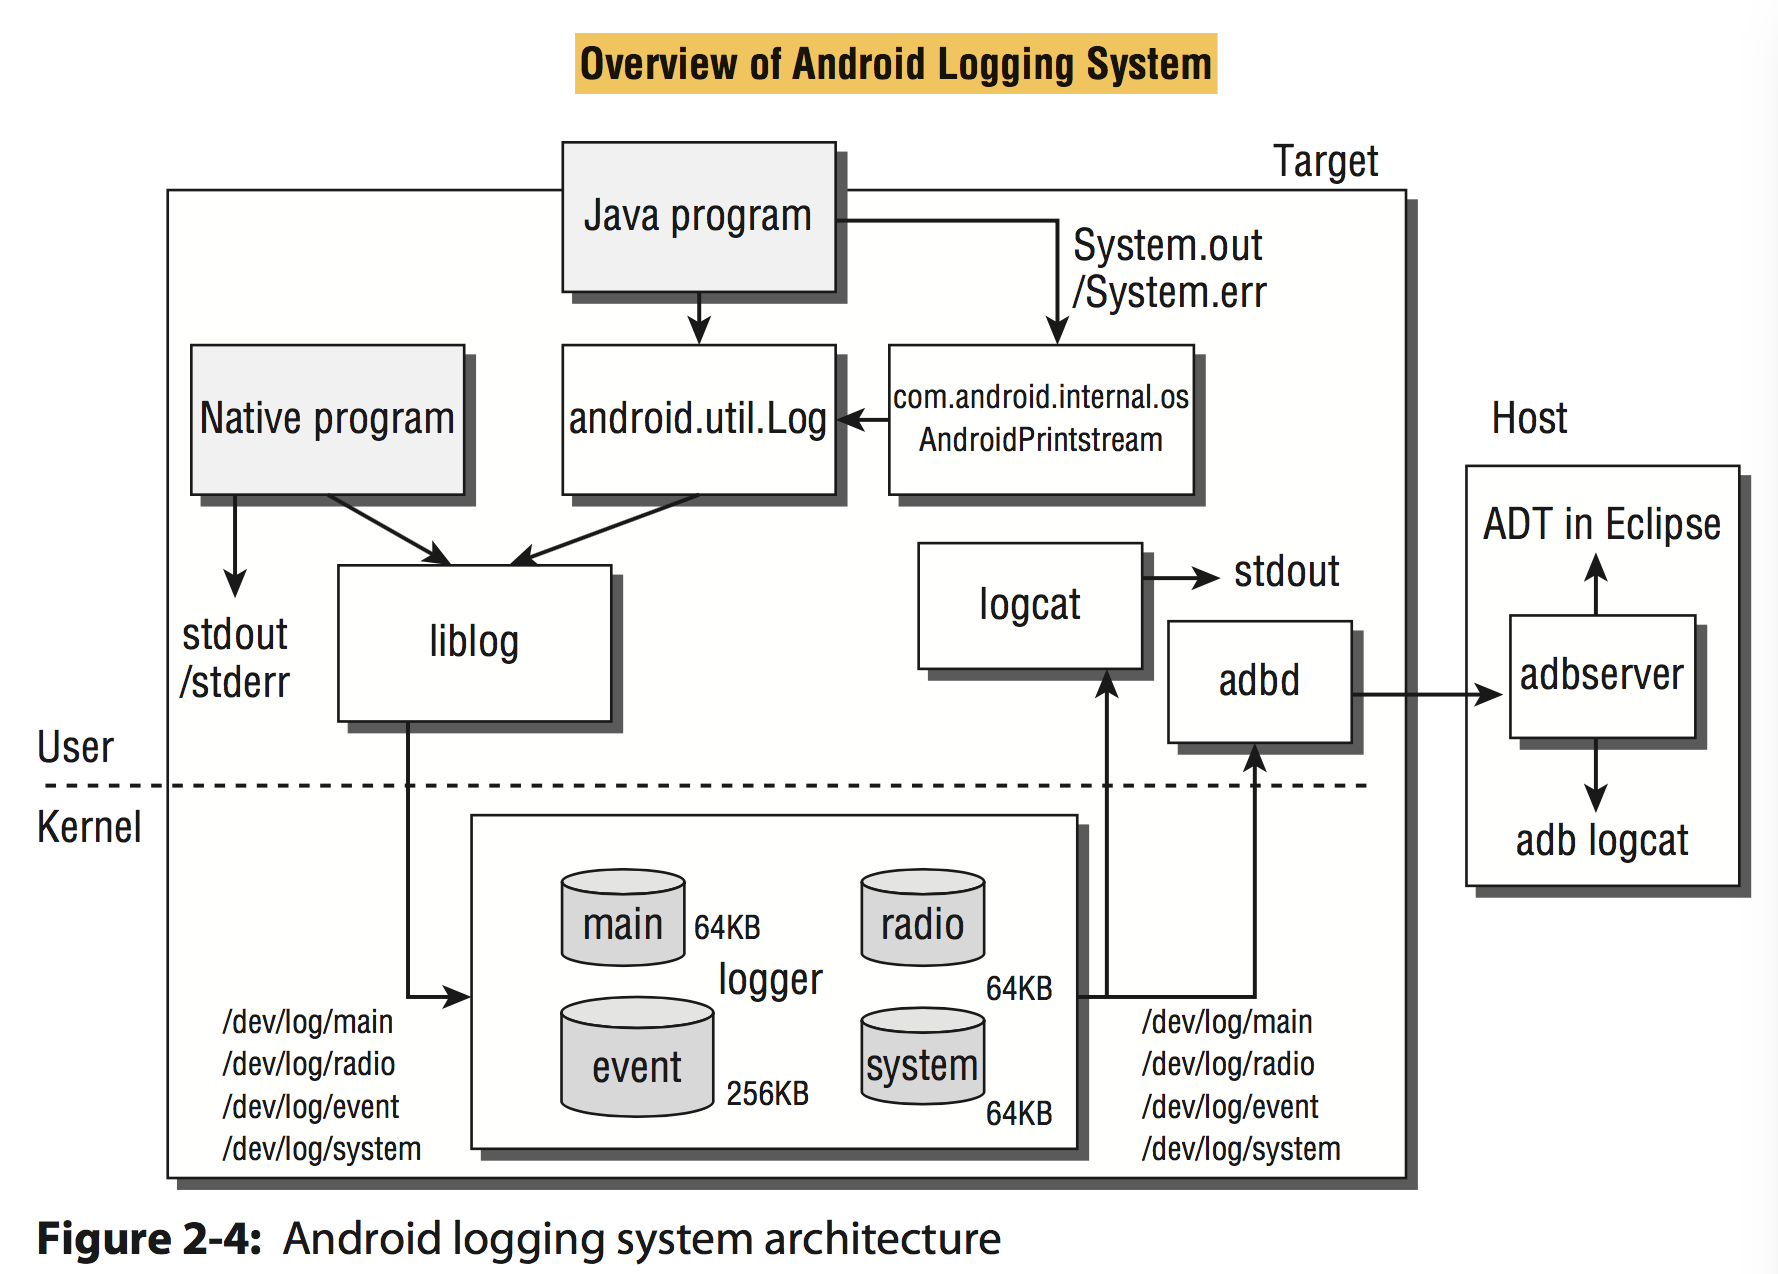 Overview of Android Logging System
Target
Java program
System.out
/System.err
Native program
android.util.Log
com.android.internal.os
AndroidPrintstream
Host
ADT in Eclipse
logcat
stdout
adbserver
adbd
liblog
stdout
/stderr
adb logcat
User
Kernel
main
64KB
radio
64KB
logger
event
256KB
system
64KB
/dev/log/main
/dev/log/radio
/dev/log/event
/dev/log/system
/dev/log/main
/dev/log/radio
/dev/log/event
/dev/log/system
Figure 2-4: Android logging system architecture